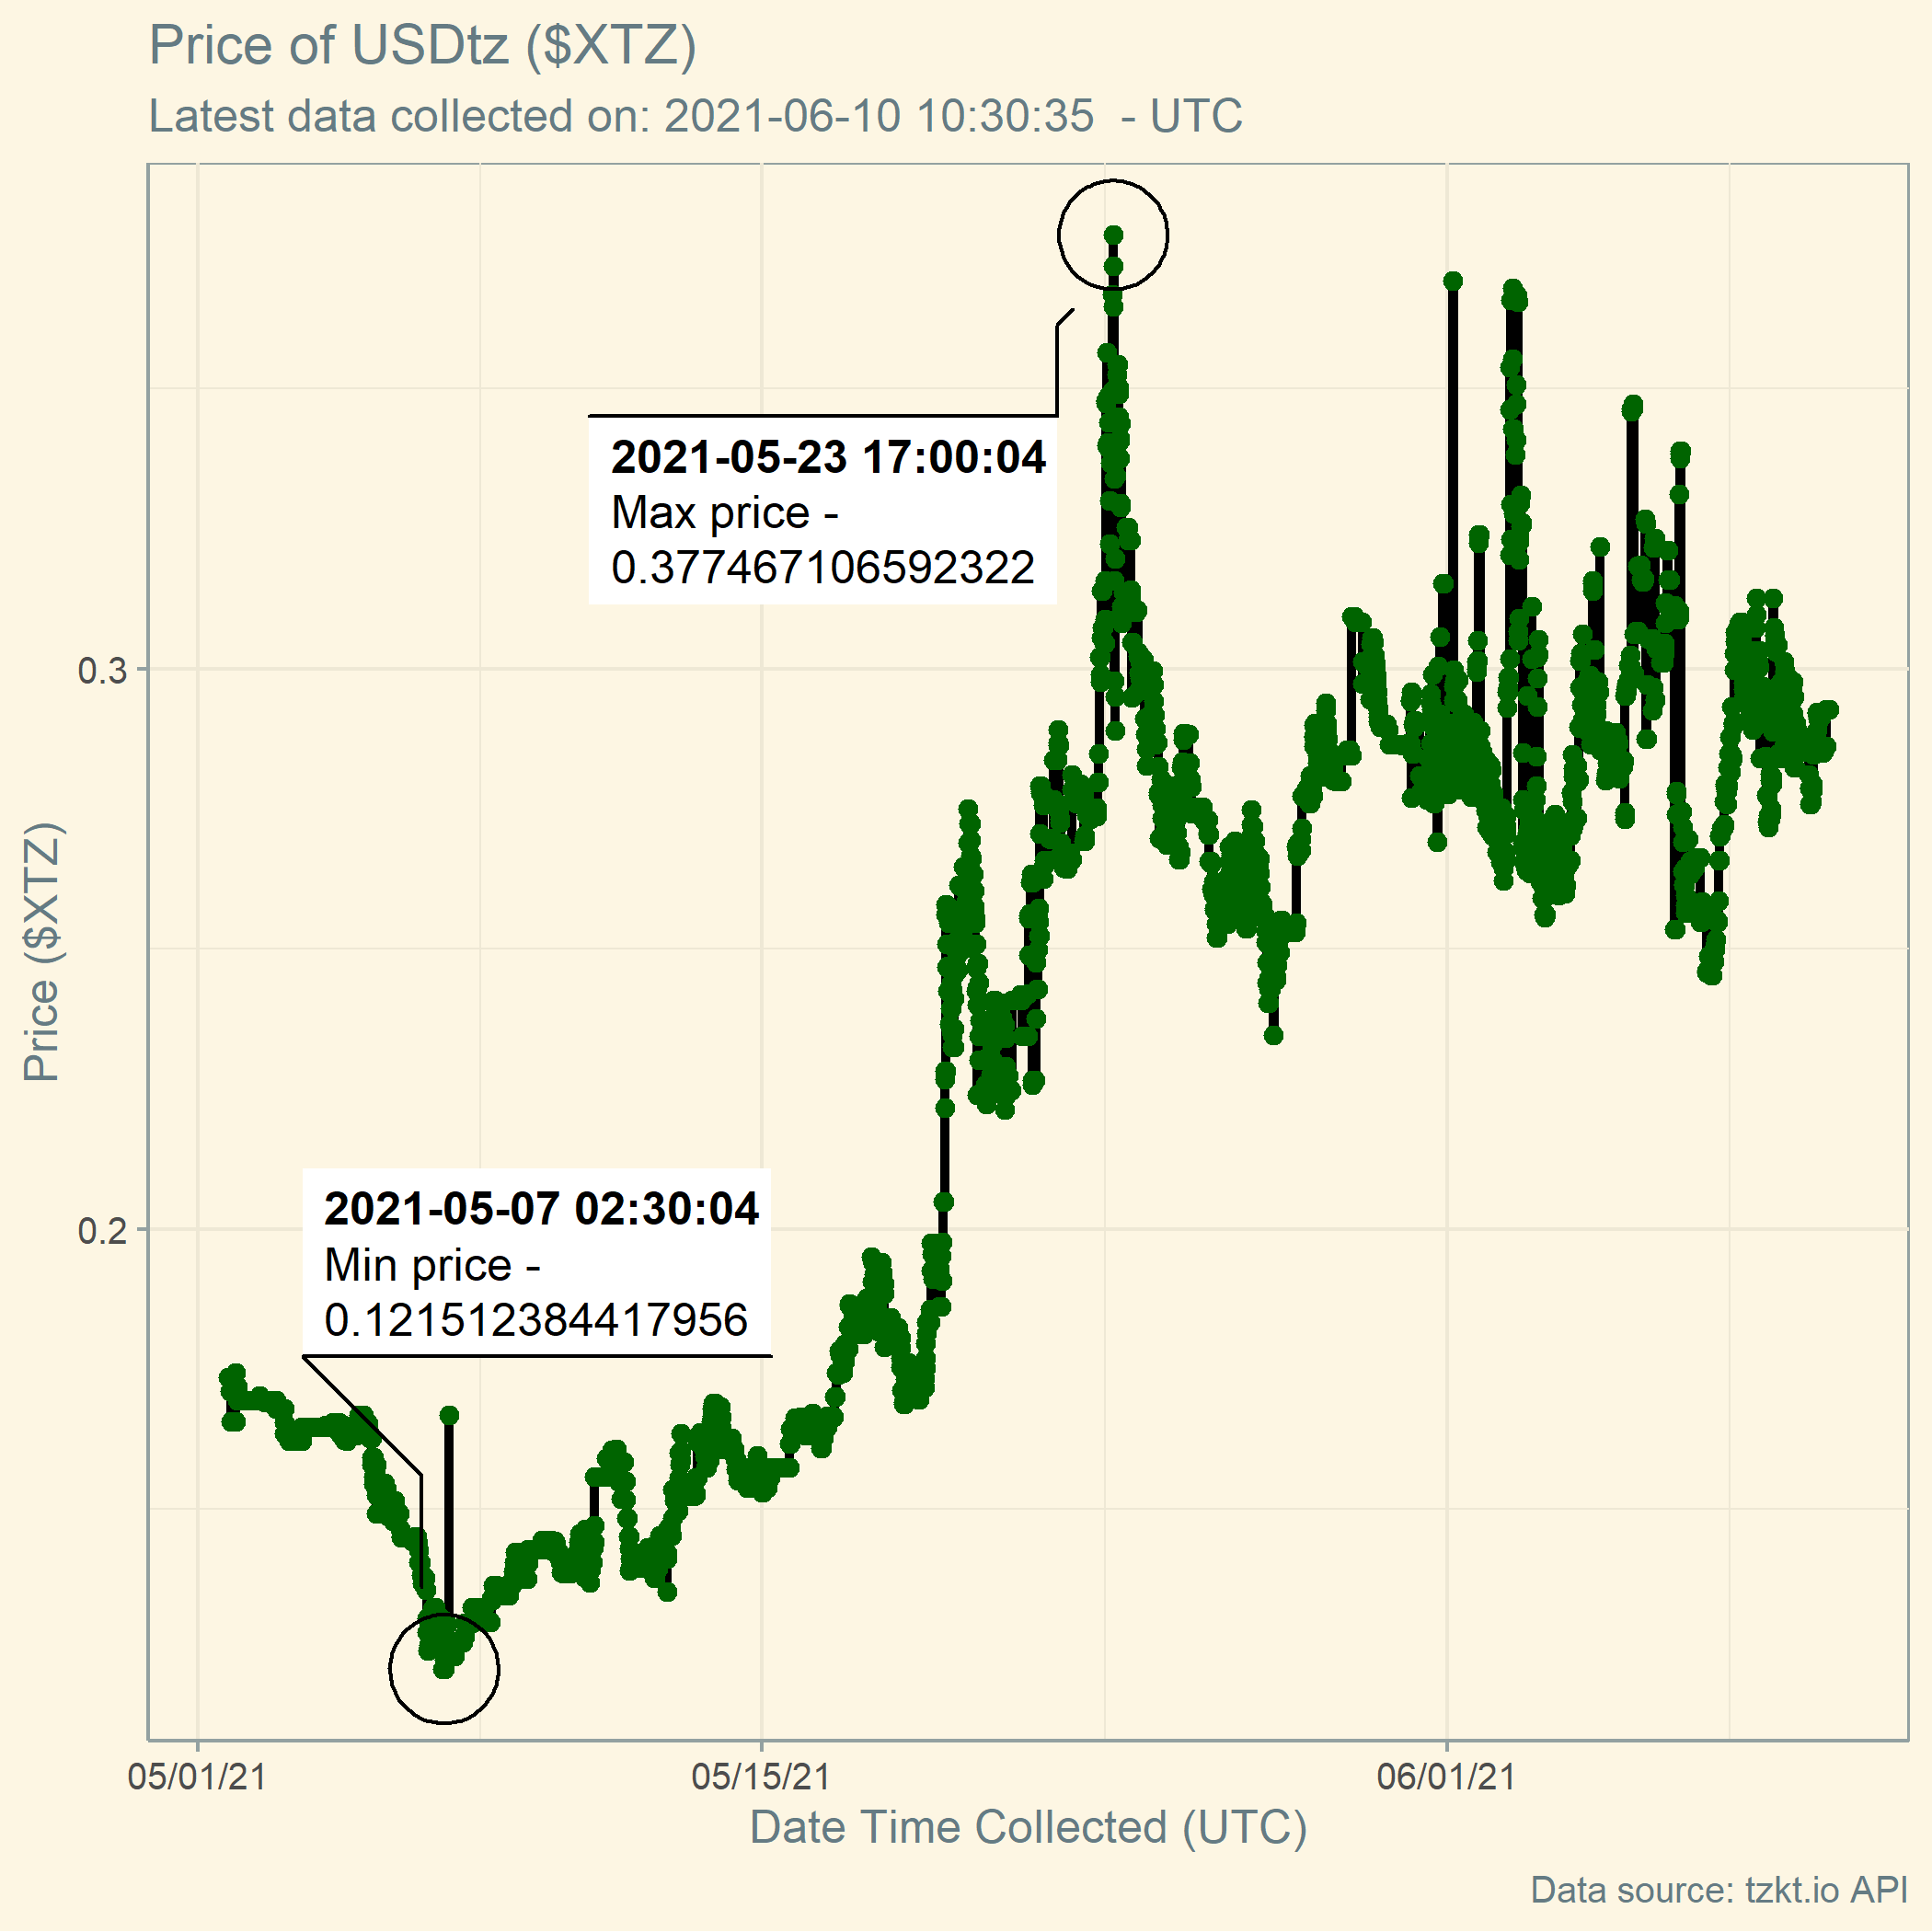 Price of USDtz ($XTZ)
Latest data collected on: 2021-06-10 10:30:35  - UTC
2021-05-23 17:00:04
Max price -
0.377467106592322
0.3
Price ($XTZ)
2021-05-07 02:30:04
Min price -
0.121512384417956
0.2
05/01/21
05/15/21
06/01/21
Date Time Collected (UTC)
Data source: tzkt.io API